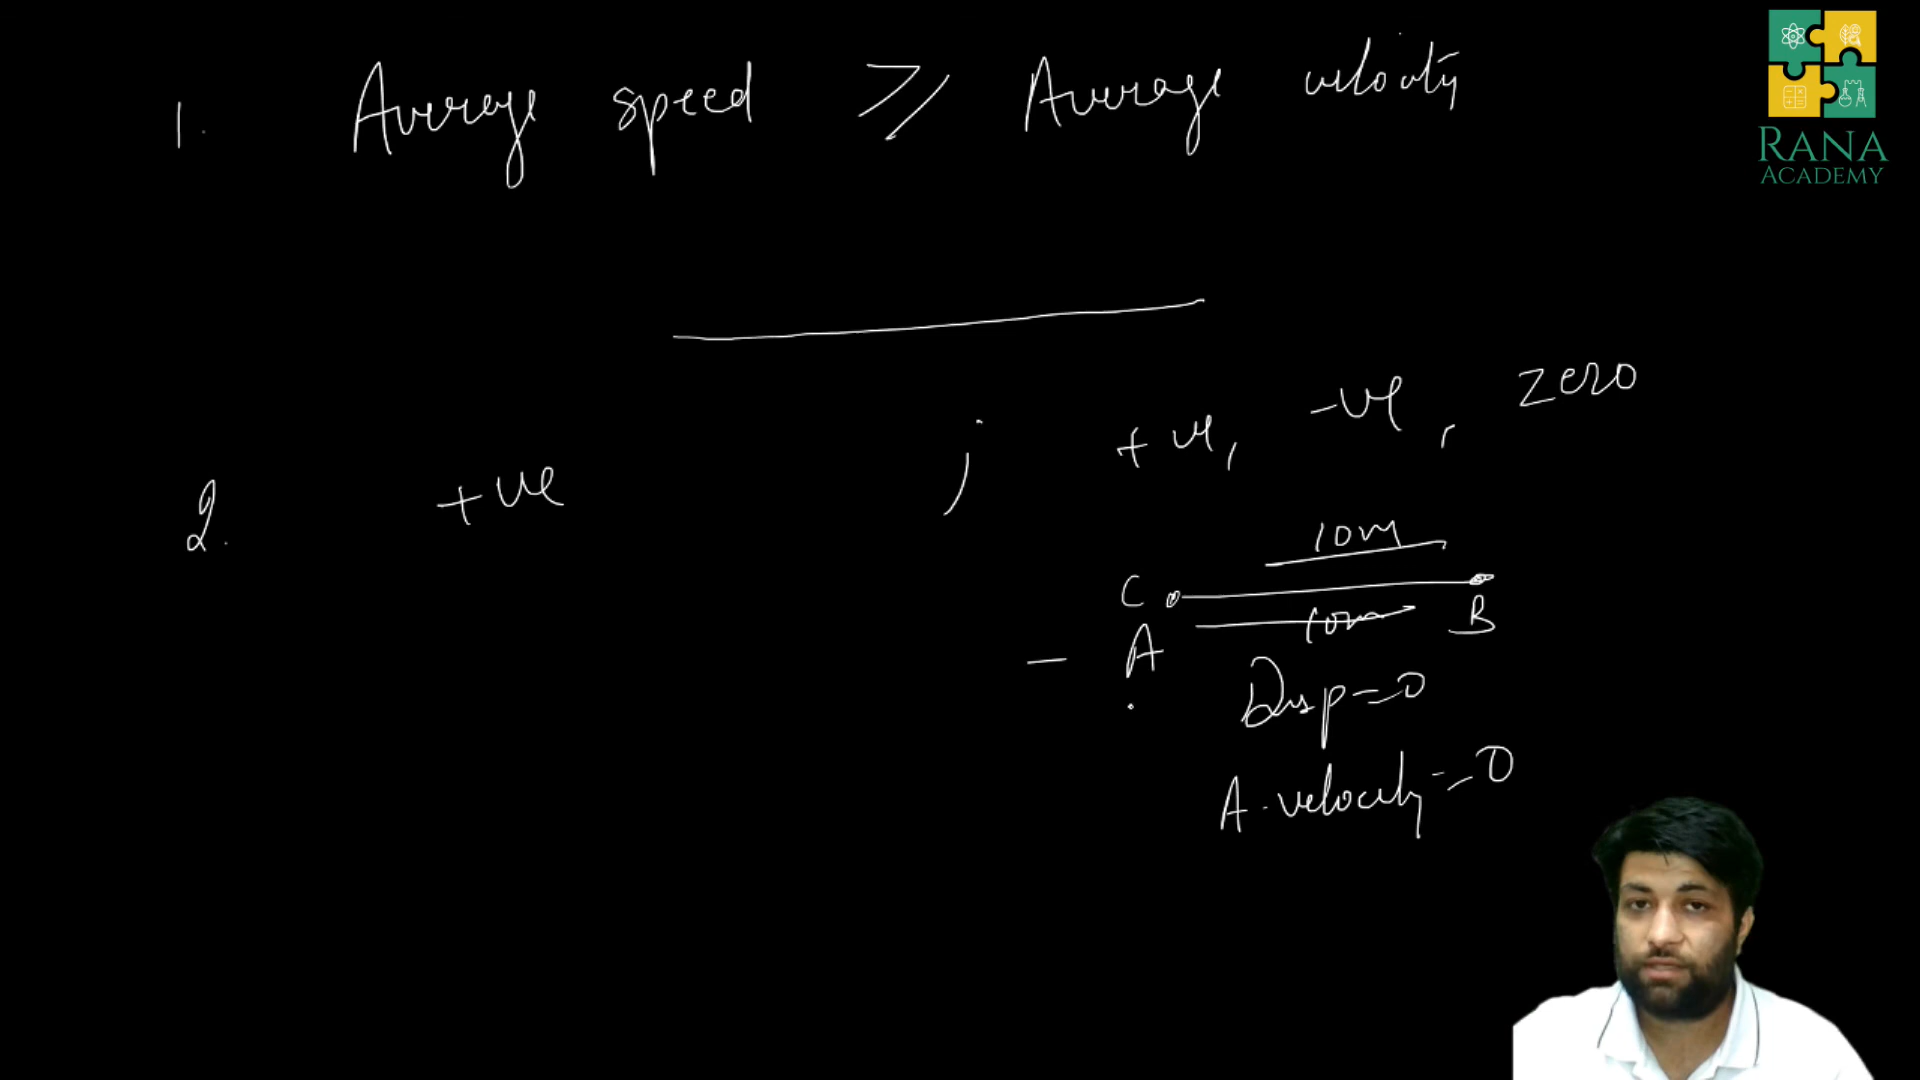 1. Average speed ≥ Average velocity
RANA
ACADEMY
2. +ve ; +ve, -ve, zero
10m
C
10m
B
- A
Disp = 0
A. velocity = 0